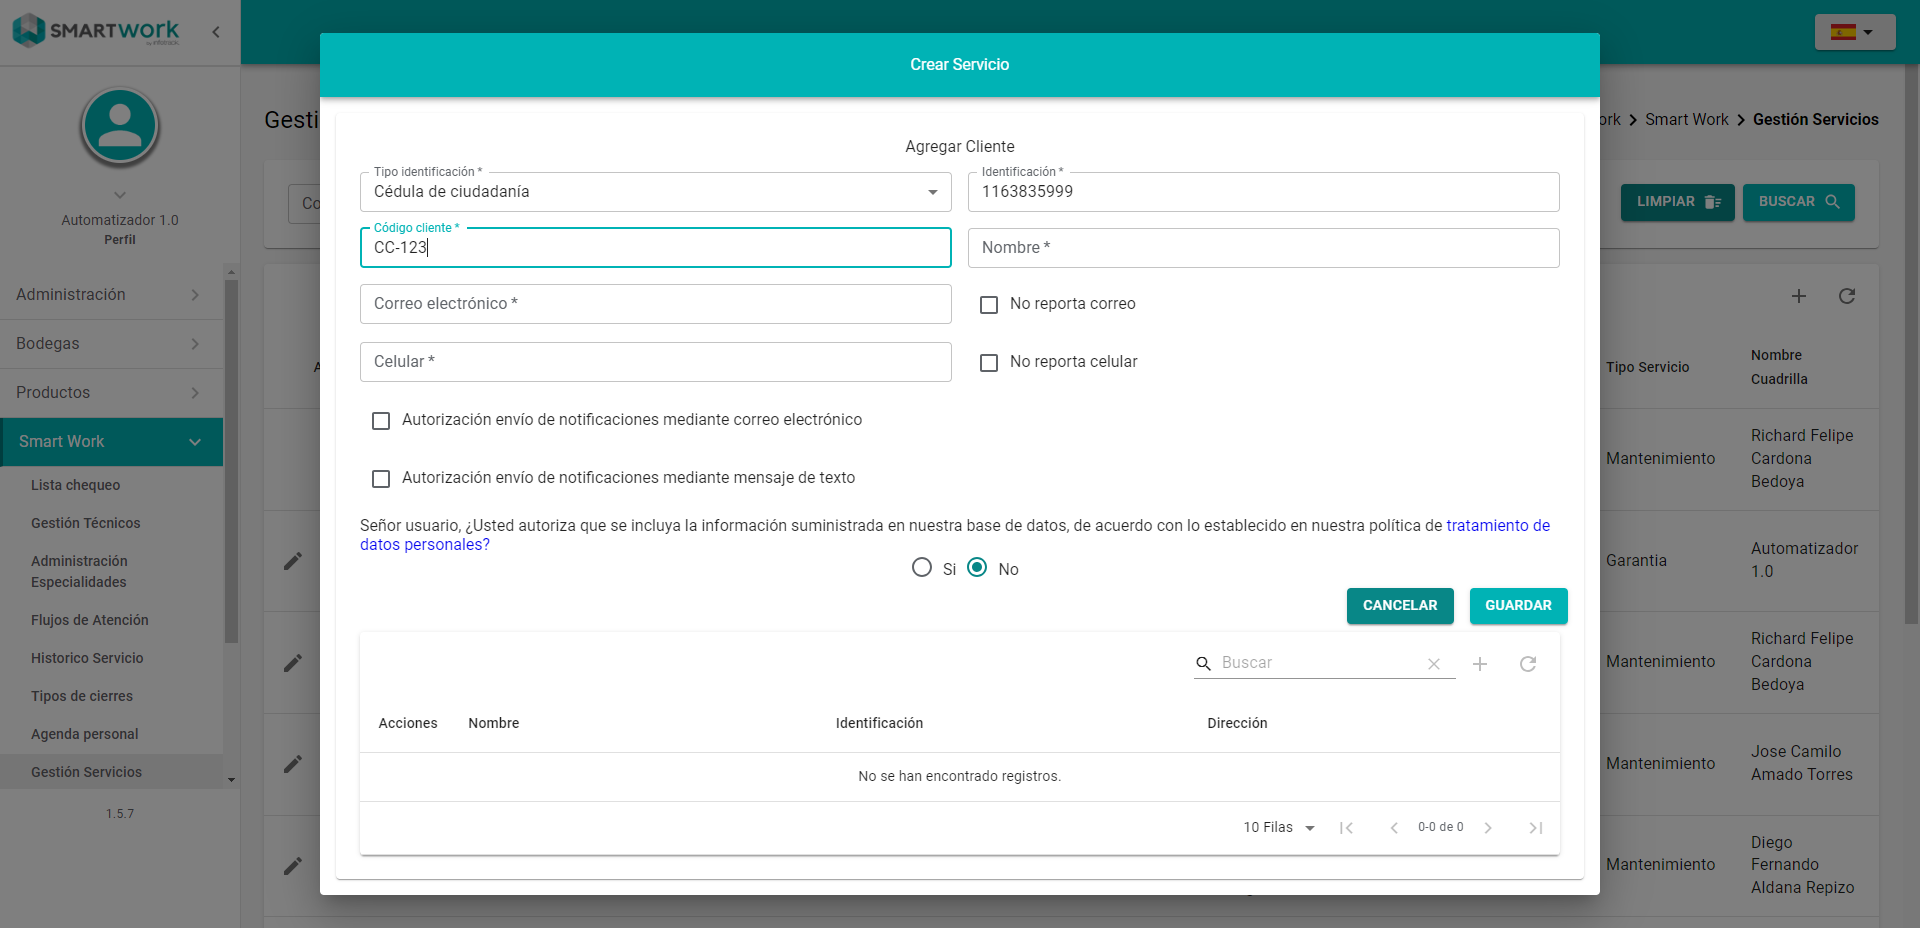 SMARTWORK
by infotrack
Crear Servicio
Gesti
ork > Smart Work > Gestión Servicios
Automatizador 1.0
Perfil
Co
LIMPIAR
BUSCAR
Administración
Bodegas
Productos
Smart Work
Lista chequeo
Gestión Técnicos
Administración
Especialidades
Flujos de Atención
Historico Servicio
Tipos de cierres
Agenda personal
Gestión Servicios
1.5.7
Agregar Cliente
Tipo identificación *
Cédula de ciudadanía
Identificación *
1163835999
Código cliente *
CC-123
Nombre *
Correo electrónico *
No reporta correo
Celular *
No reporta celular
Autorización envío de notificaciones mediante correo electrónico
Autorización envío de notificaciones mediante mensaje de texto
Señor usuario, ¿Usted autoriza que se incluya la información suministrada en nuestra base de datos, de acuerdo con lo establecido en nuestra política de tratamiento de
datos personales?
Si
No
CANCELAR
GUARDAR
Buscar
Acciones
Nombre
Identificación
Dirección
No se han encontrado registros.
10 Filas
0-0 de 0
A
Tipo Servicio
Nombre
Cuadrilla
Mantenimiento
Richard Felipe
Cardona
Bedoya
Garantia
Automatizador
1.0
Mantenimiento
Richard Felipe
Cardona
Bedoya
Mantenimiento
Jose Camilo
Amado Torres
Mantenimiento
Diego
Fernando
Aldana Repizo